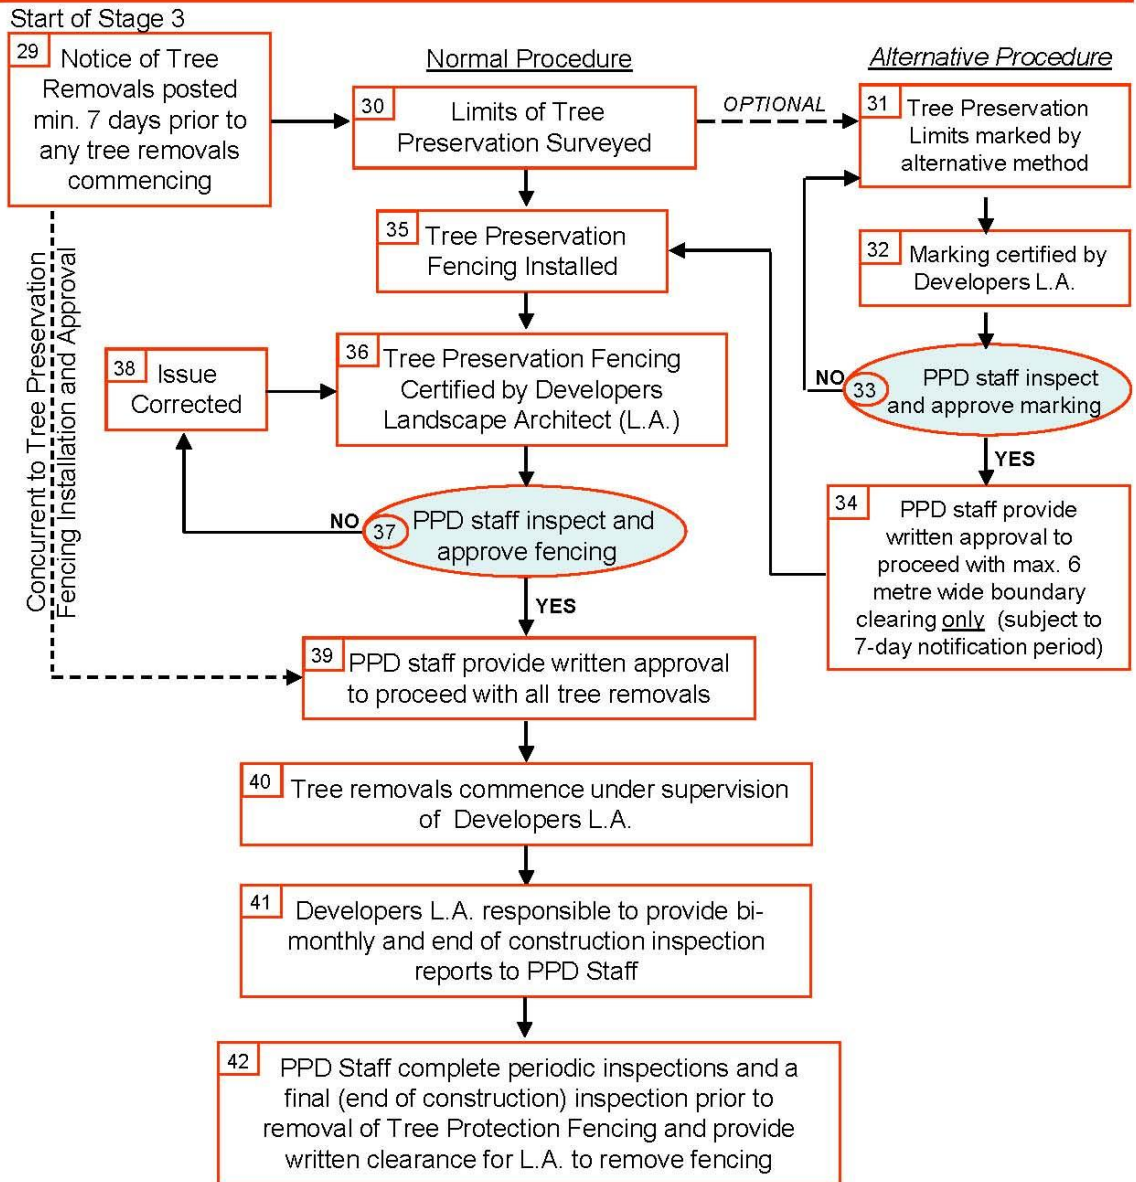 Start of Stage 3
29
Notice of Tree
Removals posted
min. 7 days prior to
any tree removals
commencing
Normal Procedure
30
Limits of Tree
Preservation Surveyed
OPTIONAL
Alternative Procedure
31
Tree Preservation
Limits marked by
alternative method
32
Marking certified by
Developers L.A.
NO
33
PPD staff inspect
and approve marking
YES
34
PPD staff provide
written approval to
proceed with max. 6
metre wide boundary
clearing only (subject to
7-day notification period)
35
Tree Preservation
Fencing Installed
36
Tree Preservation Fencing
Certified by Developers
Landscape Architect (L.A.)
38
Issue
Corrected
NO
37
PPD staff inspect and
approve fencing
YES
Concurrent to Tree Preservation
Fencing Installation and Approval
39
PPD staff provide written approval
to proceed with all tree removals
40
Tree removals commence under supervision
of Developers L.A.
41
Developers L.A. responsible to provide bi-
monthly and end of construction inspection
reports to PPD Staff
42
PPD Staff complete periodic inspections and a
final (end of construction) inspection prior to
removal of Tree Protection Fencing and provide
written clearance for L.A. to remove fencing